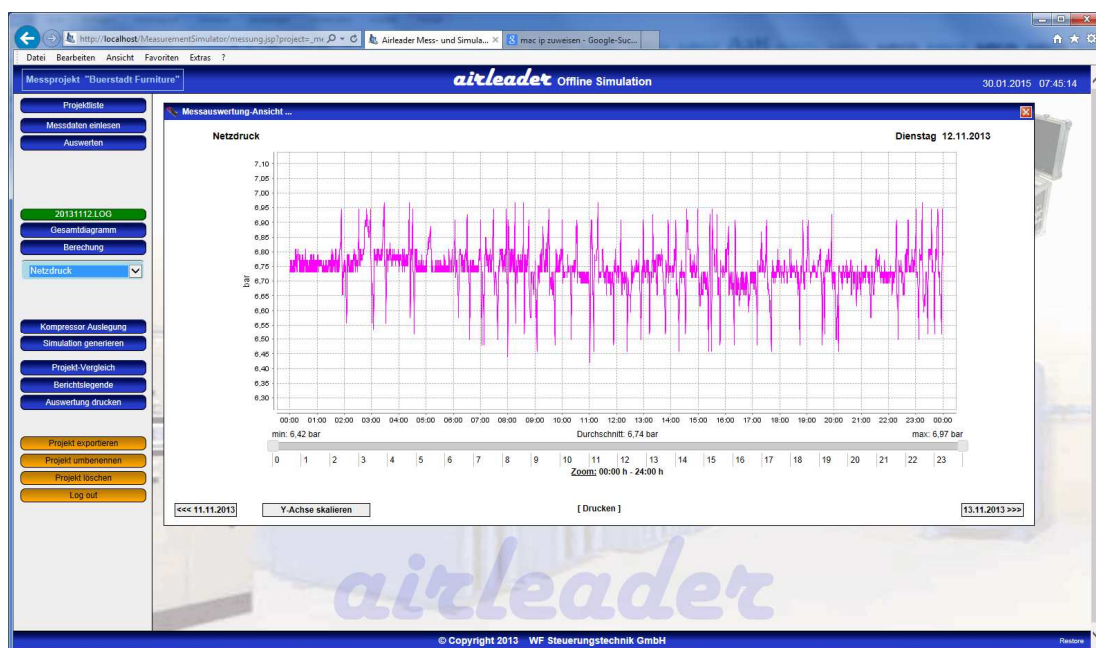 http://localhost/MeasurementSimulator/messung.jsp?project=_me
Airleader Mess- und Simula...
mac ip zuweisen - Google-Suc...
Datei Bearbeiten Ansicht Favoriten Extras ?
Messprojekt "Buerstadt Furniture"
airleader Offline Simulation
30.01.2015 07:45:14
Projektliste
Messdaten einlesen
Auswerten
20131112.LOG
Gesamtdiagramm
Berechung
Netzdruck
Kompressor Auslegung
Simulation generieren
Projekt-Vergleich
Berichtslegende
Auswertung drucken
Projekt exportieren
Projekt umbenennen
Projekt löschen
Log out
Messauswertung-Ansicht ...
Netzdruck
Dienstag 12.11.2013
7,10
7,05
7,00
6,95
6,90
6,85
6,80
6,75
6,70
6,65
6,60
6,55
6,50
6,45
6,40
6,35
6,30
bar
00:00 01:00 02:00 03:00 04:00 05:00 06:00 07:00 08:00 09:00 10:00 11:00 12:00 13:00 14:00 15:00 16:00 17:00 18:00 19:00 20:00 21:00 22:00 23:00 00:00
min: 6,42 bar
Durchschnitt: 6,74 bar
max: 6,97 bar
0 1 2 3 4 5 6 7 8 9 10 11 12 13 14 15 16 17 18 19 20 21 22 23
Zoom: 00:00 h - 24:00 h
<<< 11.11.2013
Y-Achse skalieren
[ Drucken ]
13.11.2013 >>>
airleader
© Copyright 2013 WF Steuerungstechnik GmbH
Restore